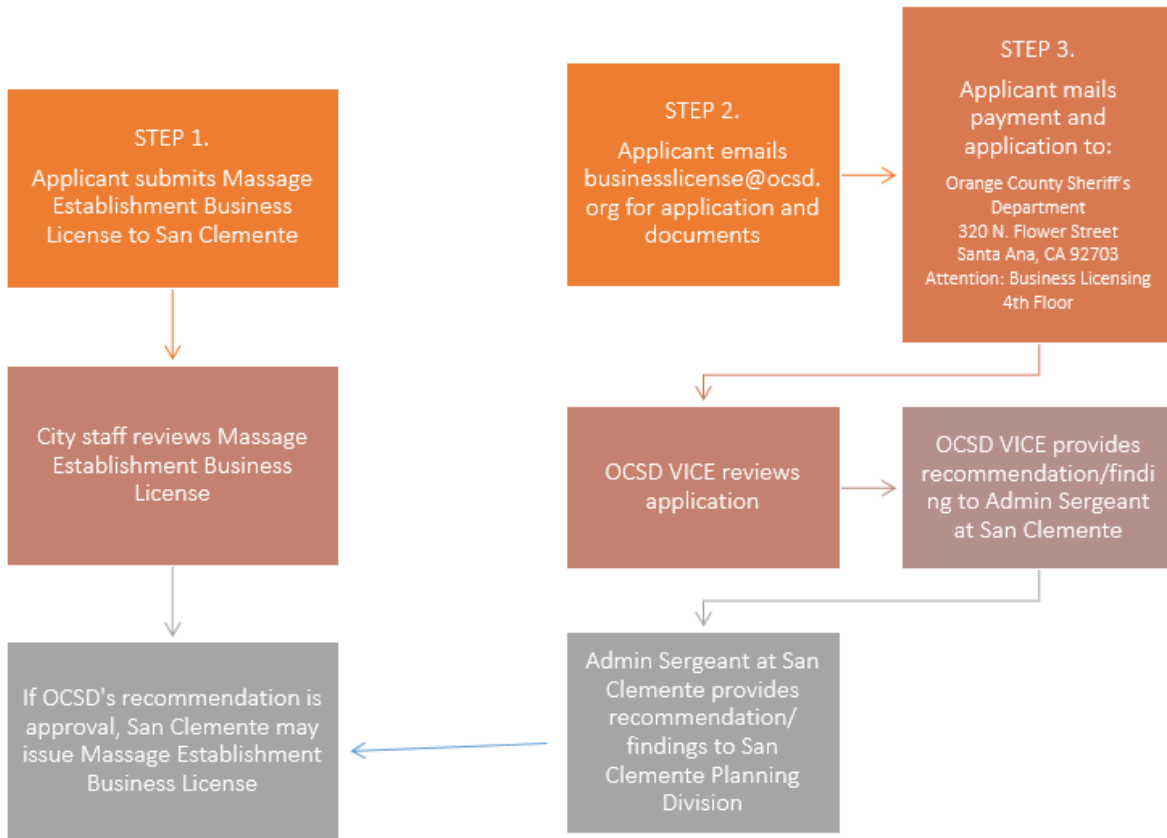 STEP 1.
Applicant submits Massage
Establishment Business
License to San Clemente
City staff reviews Massage
Establishment Business
License
If OCSD's recommendation is
approval, San Clemente may
issue Massage Establishment
Business License
STEP 2.
Applicant emails
businesslicense@ocsd.
org for application and
documents
STEP 3.
Applicant mails
payment and
application to:
Orange County Sheriff's
Department
320 N. Flower Street
Santa Ana, CA 92703
Attention: Business Licensing
4th Floor
OCSD VICE reviews
application
OCSD VICE provides
recommendation/findi
ng to Admin Sergeant
at San Clemente
Admin Sergeant at San
Clemente provides
recommendation/
findings to San
Clemente Planning
Division